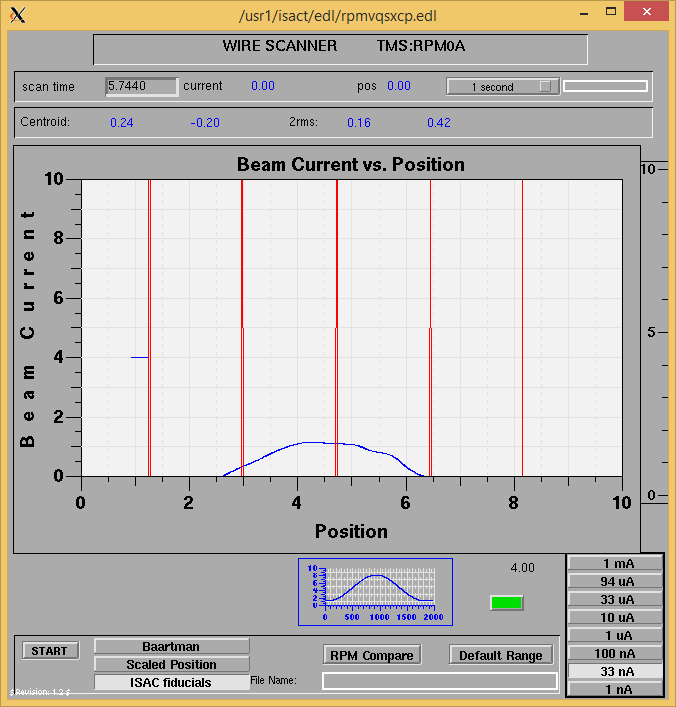 /usr1/isact/edl/rpmvqsxcp.edl
WIRE SCANNER TMS:RPM0A
scan time 5.7440 current 0.00 pos 0.00 1 second
Centroid: 0.24 -0.20 2rms: 0.16 0.42
Beam Current vs. Position
10
8
6
4
2
0
Beam Current
0 2 4 6 8 10
Position
10
5
0
10
8
6
4
2
0
0 500 1000 1500 2000
4.00
1 mA
94 uA
33 uA
10 uA
1 uA
100 nA
33 nA
1 nA
START
Baartman
Scaled Position
ISAC fiducials
RPM Compare
Default Range
File Name:
$Revision: 1.2 $